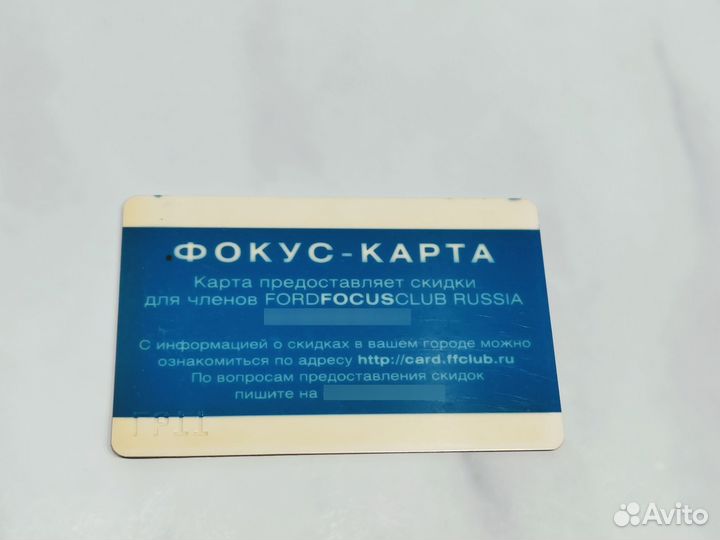 ФОКУС-КАРТА
Карта предоставляет скидки
для членов FORDFOCUSCLUB RUSSIA
С информацией о скидках в вашем городе можно
ознакомиться по адресу http://card.ffclub.ru
По вопросам предоставления скидок
пишите на
Avito